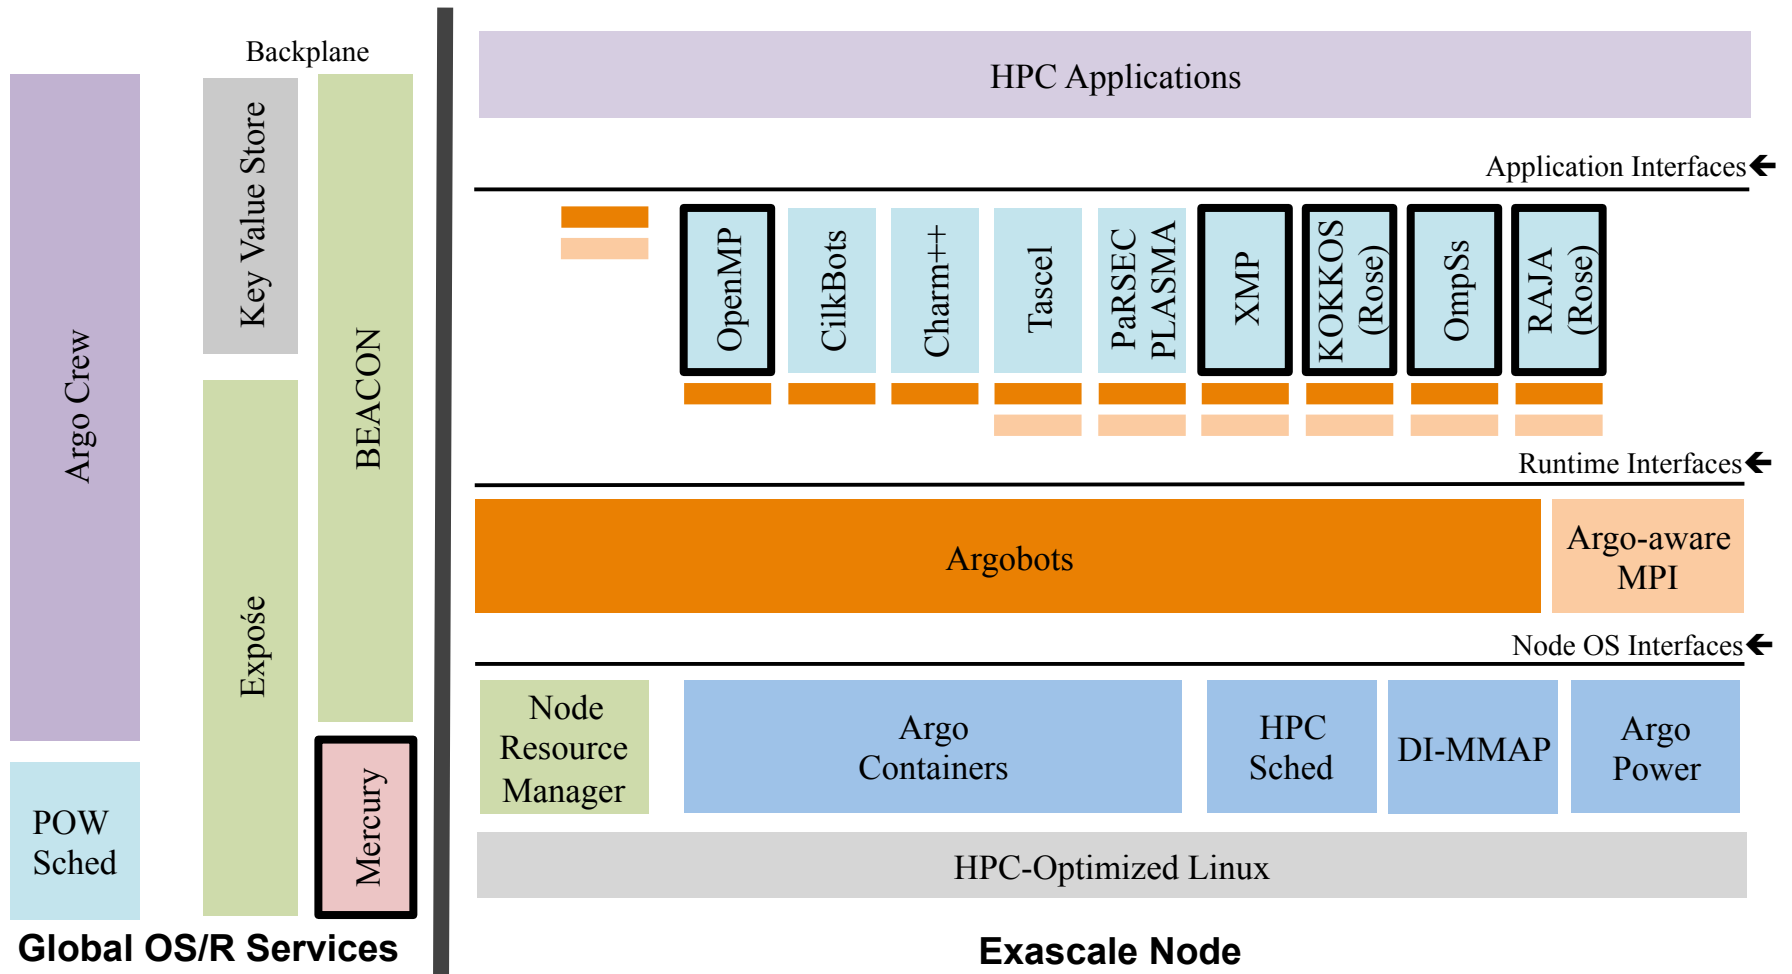 Backplane
Argo Crew
Key Value Store
BEACON
Expośe
POW
Sched
Mercury
Global OS/R Services
HPC Applications
Application Interfaces
OpenMP
CilkBots
Charm++
Tascel
PaRSEC
PLASMA
XMP
KOKKOS
(Rose)
OmpSs
RAJA
(Rose)
Runtime Interfaces
Argobots
Argo-aware
MPI
Node OS Interfaces
Node
Resource
Manager
Argo
Containers
HPC
Sched
DI-MMAP
Argo
Power
HPC-Optimized Linux
Exascale Node